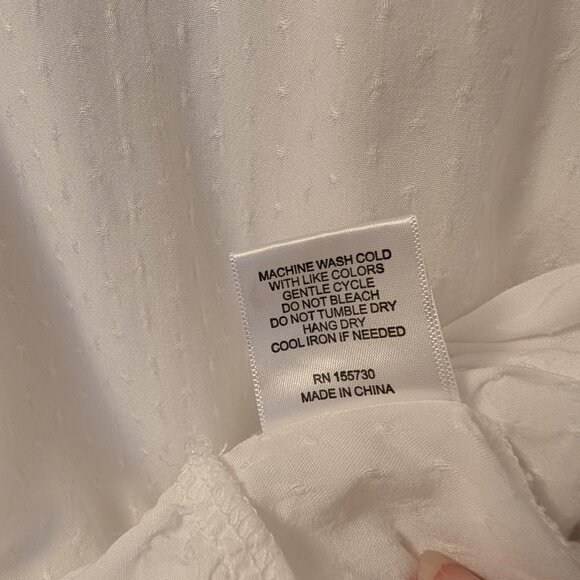 MACHINE WASH COLD
WITH LIKE COLORS
GENTLE CYCLE
DO NOT BLEACH
DO NOT TUMBLE DRY
HANG DRY
COOL IRON IF NEEDED
RN 155730
MADE IN CHINA